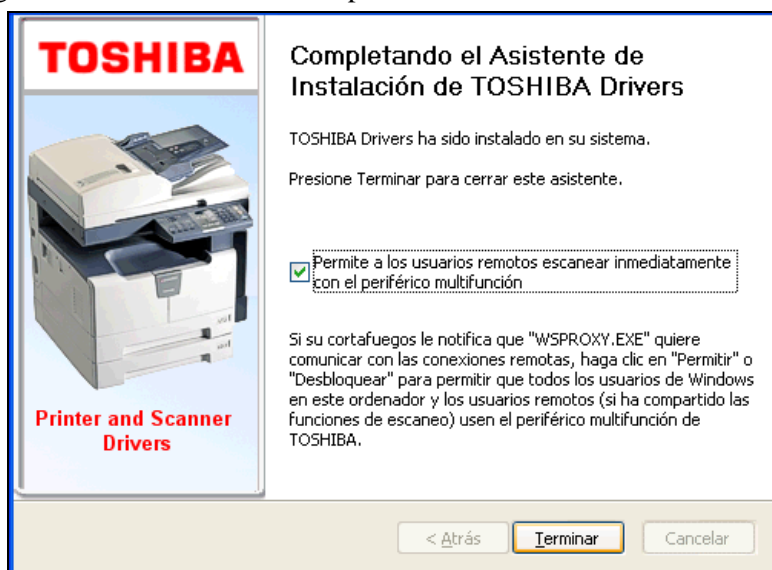 TOSHIBA
Printer and Scanner
Drivers
Completando el Asistente de
Instalación de TOSHIBA Drivers
TOSHIBA Drivers ha sido instalado en su sistema.
Presione Terminar para cerrar este asistente.
Permite a los usuarios remotos escanear inmediatamente
con el periférico multifunción
Si su cortafuegos le notifica que "WSPROXY.EXE" quiere
comunicar con las conexiones remotas, haga clic en "Permitir" o
"Desbloquear" para permitir que todos los usuarios de Windows
en este ordenador y los usuarios remotos (si ha compartido las
funciones de escaneo) usen el periférico multifunción de
TOSHIBA.
< Atrás
Terminar
Cancelar